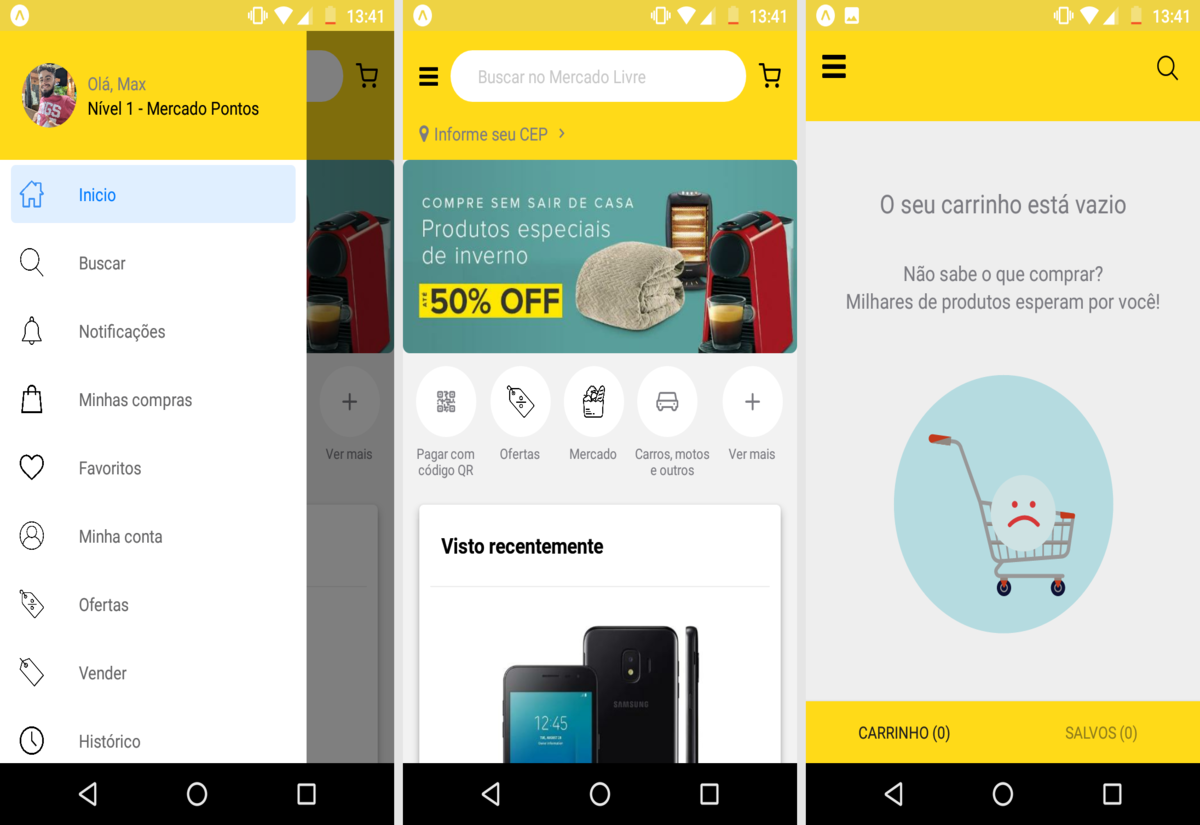 13:41
Olá, Max
Nível 1 - Mercado Pontos
Inicio
Buscar
Notificações
Minhas compras
Favoritos
Minha conta
Ofertas
Vender
Histórico
Ver mais
13:41
Buscar no Mercado Livre
Informe seu CEP
COMPRE SEM SAIR DE CASA
Produtos especiais
de inverno
ATÉ 50% OFF
Pagar com
código QR
Ofertas
Mercado
Carros, motos
e outros
Ver mais
Visto recentemente
12:45
SAMSUNG
13:41
O seu carrinho está vazio
Não sabe o que comprar?
Milhares de produtos esperam por você!
CARRINHO (0)
SALVOS (0)